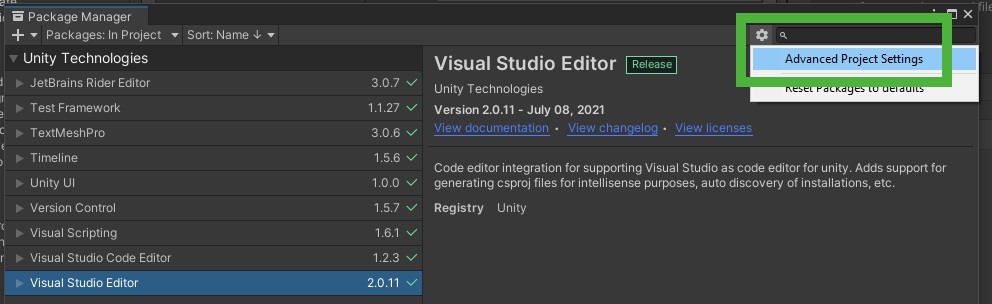 Package Manager
Packages: In Project
Sort: Name ↓
Unity Technologies
JetBrains Rider Editor 3.0.7
Test Framework 1.1.27
TextMeshPro 3.0.6
Timeline 1.5.6
Unity UI 1.0.0
Version Control 1.5.7
Visual Scripting 1.6.1
Visual Studio Code Editor 1.2.3
Visual Studio Editor 2.0.11
Visual Studio Editor Release
Unity Technologies
Version 2.0.11 - July 08, 2021
View documentation • View changelog • View licenses
Code editor integration for supporting Visual Studio as code editor for unity. Adds support for
generating csproj files for intellisense purposes, auto discovery of installations, etc.
Registry Unity
Advanced Project Settings
Reset Packages to defaults